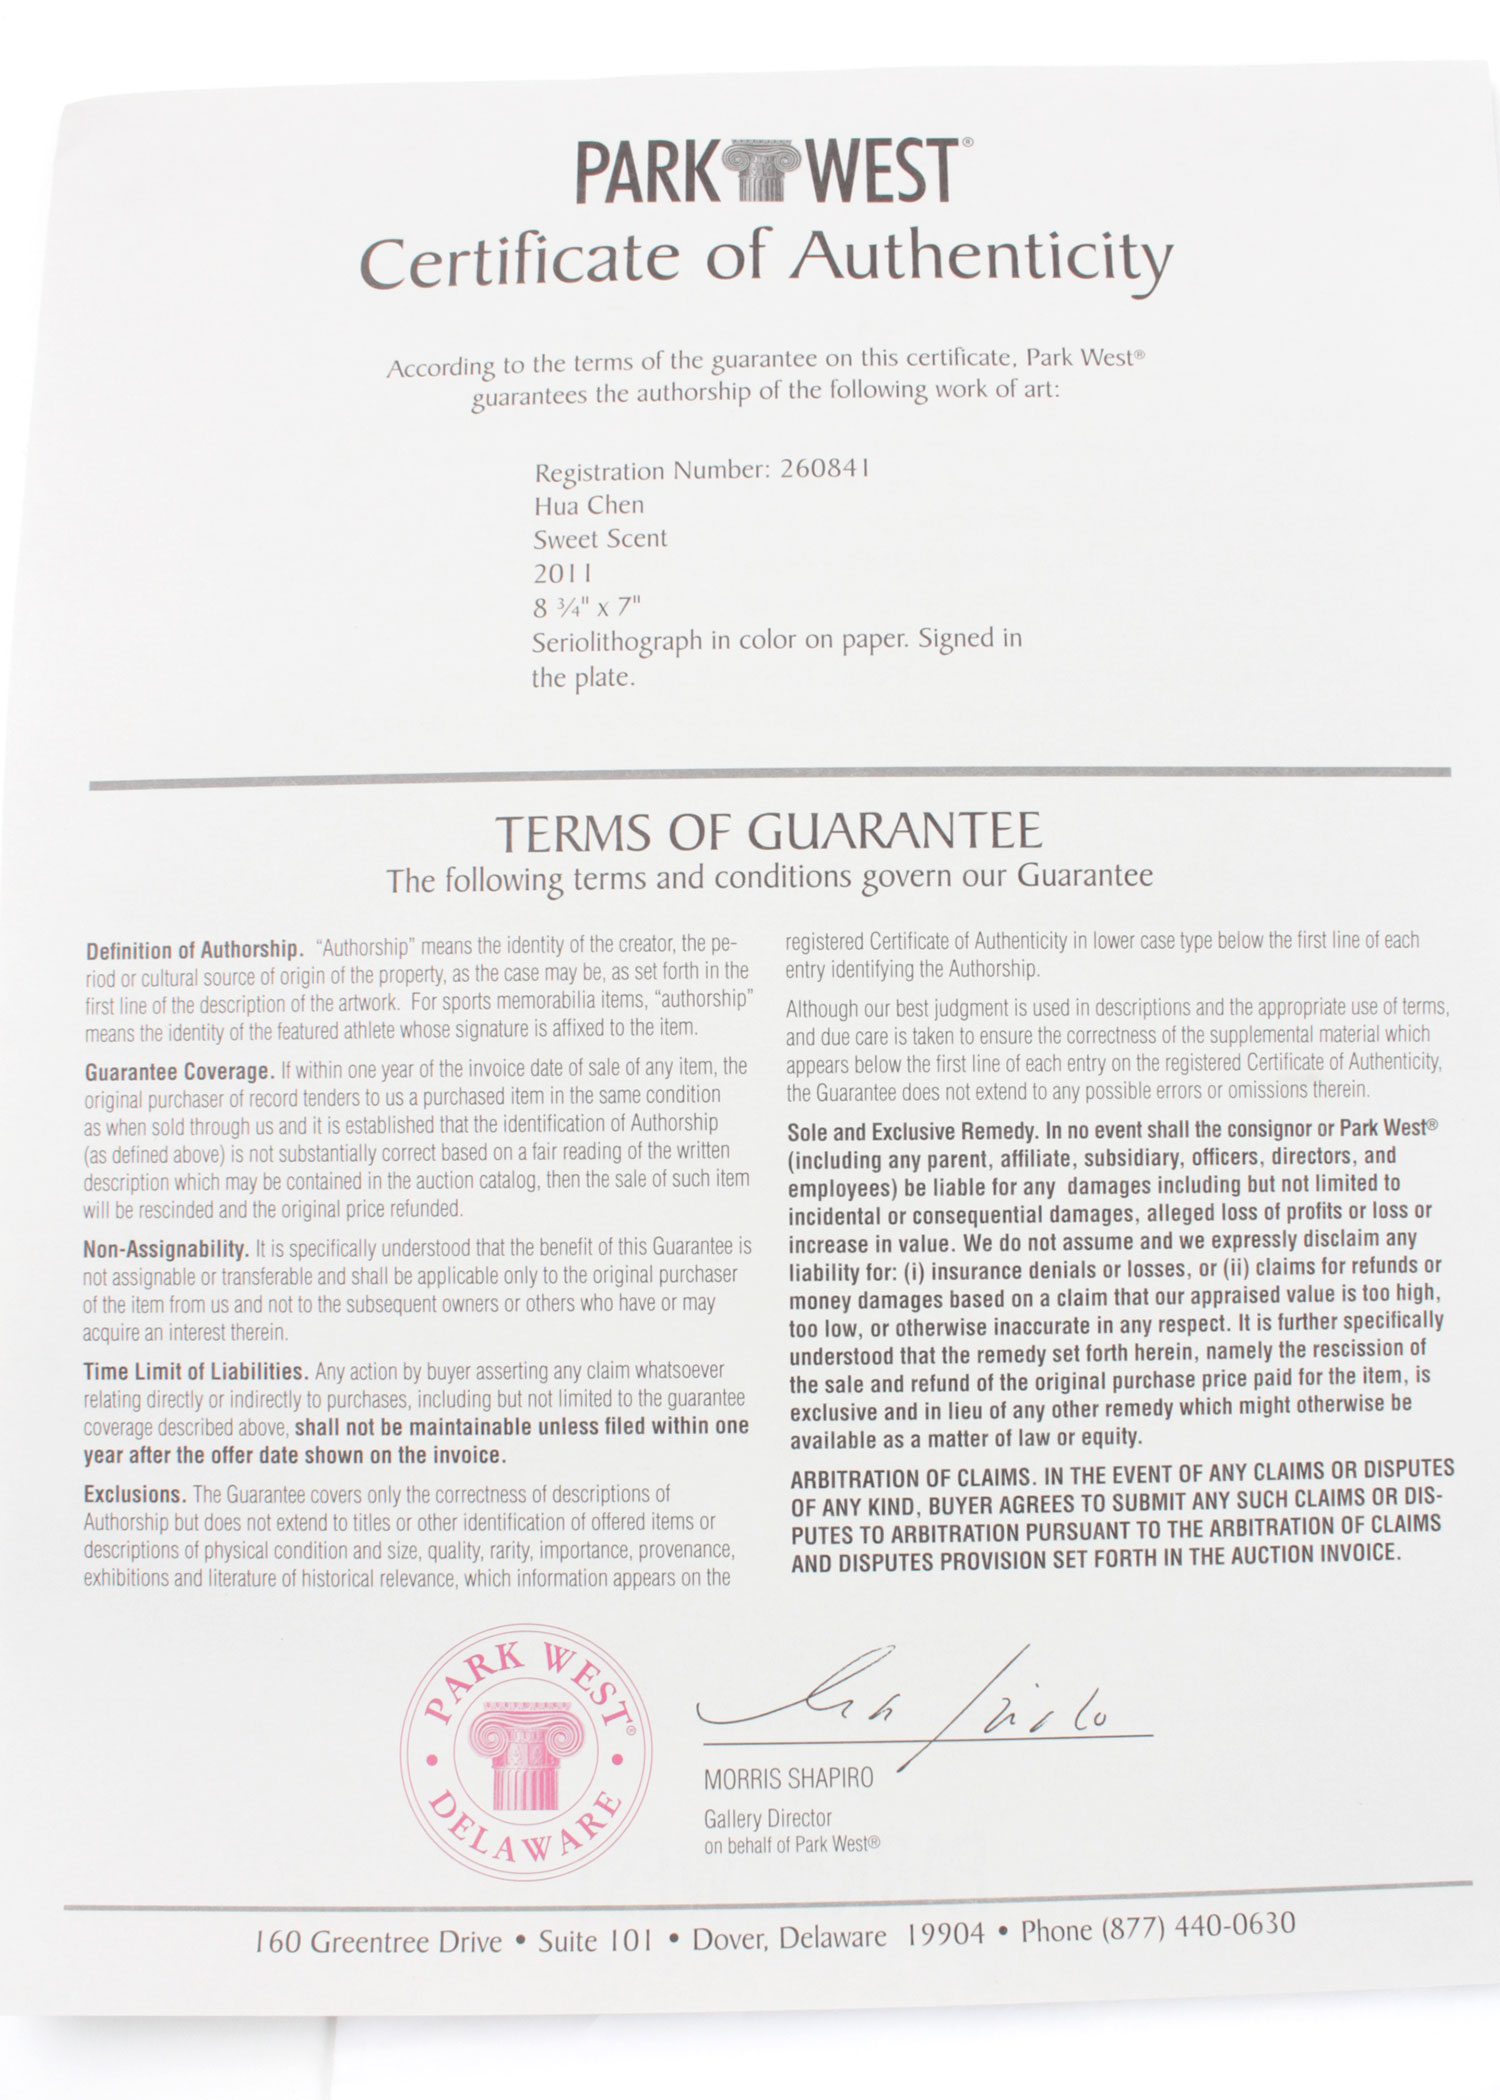 PARK WEST®
Certificate of Authenticity
According to the terms of the guarantee on this certificate, Park West®
guarantees the authorship of the following work of art:
Registration Number: 260841
Hua Chen
Sweet Scent
2011
8 ¾" x 7"
Seriolithograph in color on paper. Signed in
the plate.
TERMS OF GUARANTEE
The following terms and conditions govern our Guarantee
Definition of Authorship. “Authorship” means the identity of the creator, the pe-
riod or cultural source of origin of the property, as the case may be, as set forth in the
first line of the description of the artwork. For sports memorabilia items, “authorship”
means the identity of the featured athlete whose signature is affixed to the item.
Guarantee Coverage. If within one year of the invoice date of sale of any item, the
original purchaser of record tenders to us a purchased item in the same condition
as when sold through us and it is established that the identification of Authorship
(as defined above) is not substantially correct based on a fair reading of the written
description which may be contained in the auction catalog, then the sale of such item
will be rescinded and the original price refunded.
Non-Assignability. It is specifically understood that the benefit of this Guarantee is
not assignable or transferable and shall be applicable only to the original purchaser
of the item from us and not to the subsequent owners or others who have or may
acquire an interest therein.
Time Limit of Liabilities. Any action by buyer asserting any claim whatsoever
relating directly or indirectly to purchases, including but not limited to the guarantee
coverage described above, shall not be maintainable unless filed within one
year after the offer date shown on the invoice.
Exclusions. The Guarantee covers only the correctness of descriptions of
Authorship but does not extend to titles or other identification of offered items or
descriptions of physical condition and size, quality, rarity, importance, provenance,
exhibitions and literature of historical relevance, which information appears on the
registered Certificate of Authenticity in lower case type below the first line of each
entry identifying the Authorship.
Although our best judgment is used in descriptions and the appropriate use of terms,
and due care is taken to ensure the correctness of the supplemental material which
appears below the first line of each entry on the registered Certificate of Authenticity,
the Guarantee does not extend to any possible errors or omissions therein.
Sole and Exclusive Remedy. In no event shall the consignor or Park West®
(including any parent, affiliate, subsidiary, officers, directors, and
employees) be liable for any damages including but not limited to
incidental or consequential damages, alleged loss of profits or loss or
increase in value. We do not assume and we expressly disclaim any
liability for: (i) insurance denials or losses, or (ii) claims for refunds or
money damages based on a claim that our appraised value is too high,
too low, or otherwise inaccurate in any respect. It is further specifically
understood that the remedy set forth herein, namely the rescission of
the sale and refund of the original purchase price paid for the item, is
exclusive and in lieu of any other remedy which might otherwise be
available as a matter of law or equity.
ARBITRATION OF CLAIMS. IN THE EVENT OF ANY CLAIMS OR DISPUTES
OF ANY KIND, BUYER AGREES TO SUBMIT ANY SUCH CLAIMS OR DIS-
PUTES TO ARBITRATION PURSUANT TO THE ARBITRATION OF CLAIMS
AND DISPUTES PROVISION SET FORTH IN THE AUCTION INVOICE.
PARK WEST®
• DELAWARE •
MORRIS SHAPIRO
Gallery Director
on behalf of Park West®
160 Greentree Drive • Suite 101 • Dover, Delaware 19904 • Phone (877) 440-0630